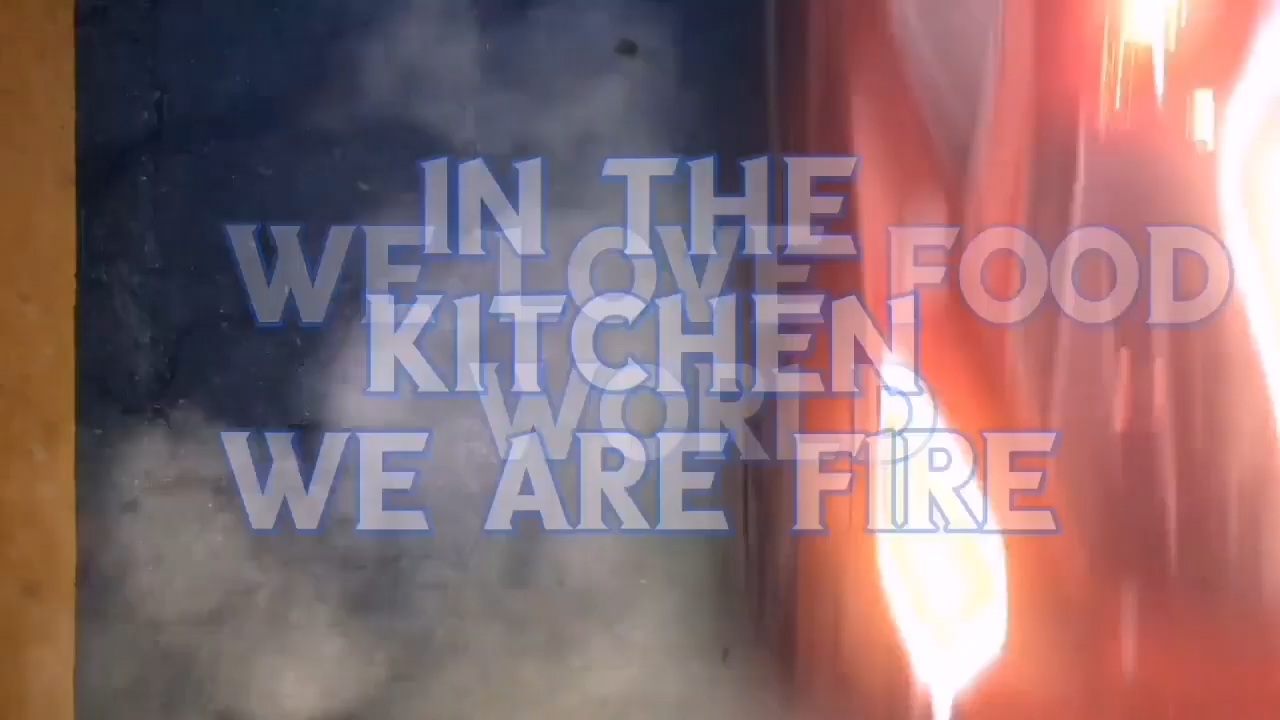 IN THE
KITCHEN
WE ARE FIRE
WE LOVE FOOD
WORLD